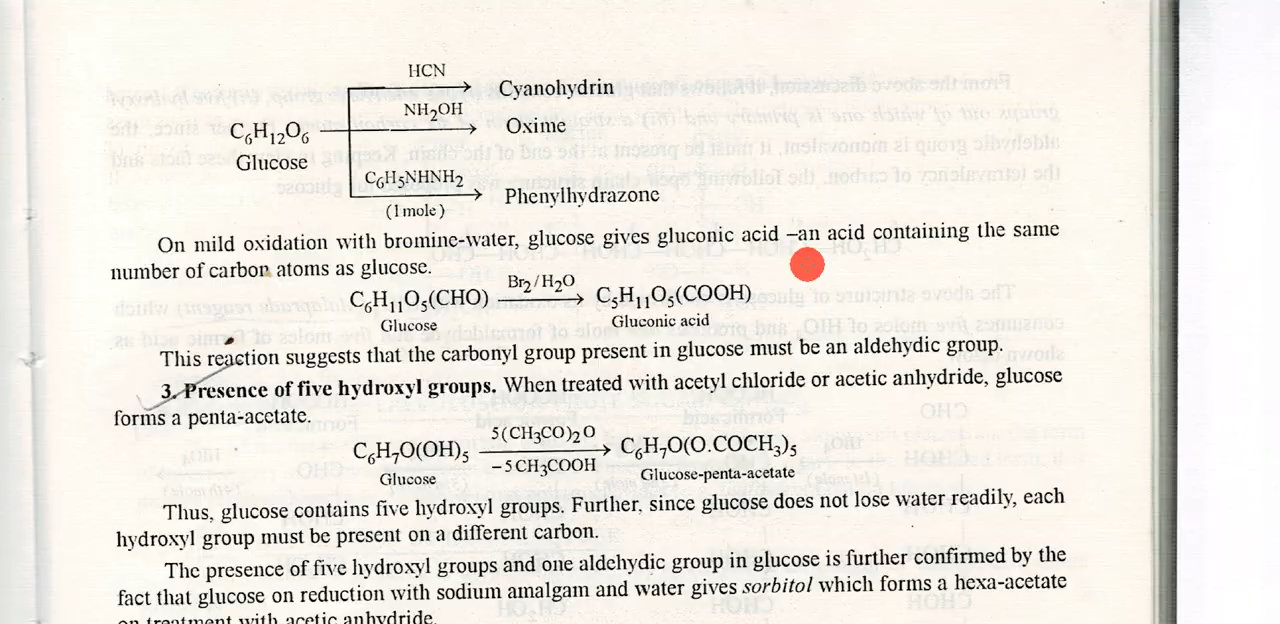 HCN
Cyanohydrin
NH₂OH
C₆H₁₂O₆
Oxime
Glucose
C₆H₅NHNH₂
Phenylhydrazone
(1 mole)
On mild oxidation with bromine-water, glucose gives gluconic acid –an acid containing the same
number of carbon atoms as glucose.
C₆H₁₁O₅(CHO) Br₂/H₂O → C₅H₁₁O₅(COOH)
Glucose Gluconic acid
This reaction suggests that the carbonyl group present in glucose must be an aldehydic group.
3. Presence of five hydroxyl groups. When treated with acetyl chloride or acetic anhydride, glucose
forms a penta-acetate.
C₆H₇O(OH)₅ 5(CH₃CO)₂O → C₆H₇O(O.COCH₃)₅
–5CH₃COOH
Glucose Glucose-penta-acetate
Thus, glucose contains five hydroxyl groups. Further, since glucose does not lose water readily, each
hydroxyl group must be present on a different carbon.
The presence of five hydroxyl groups and one aldehydic group in glucose is further confirmed by the
fact that glucose on reduction with sodium amalgam and water gives sorbitol which forms a hexa-acetate
on treatment with acetic anhydride.